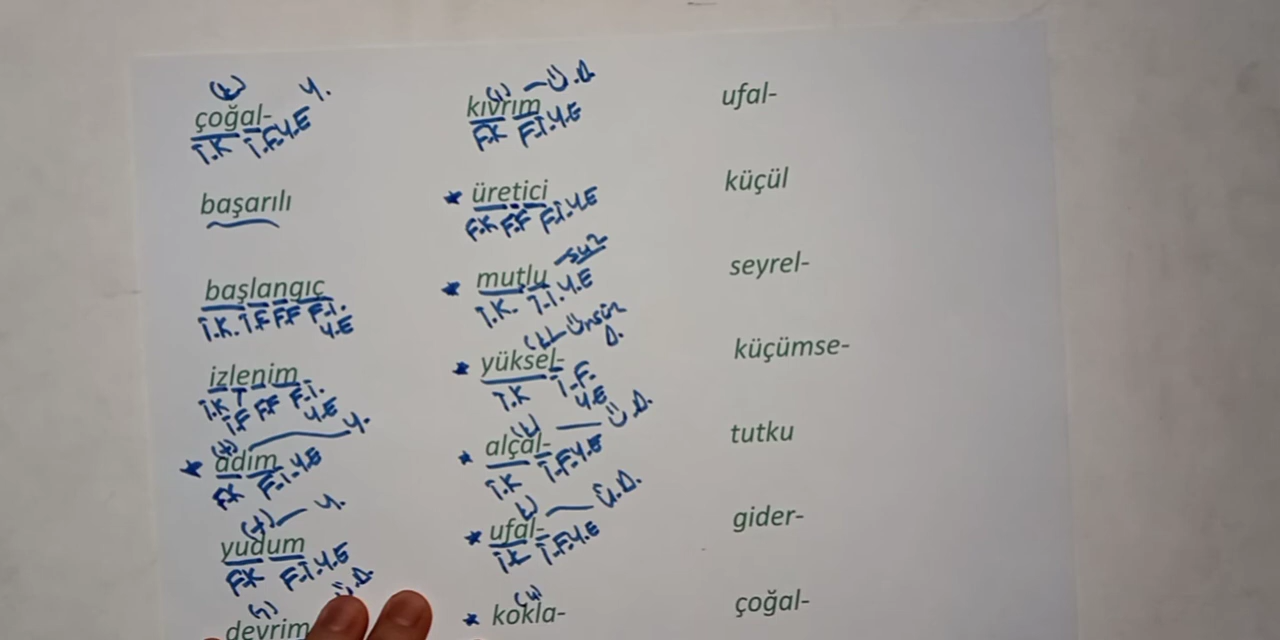 (k) Y.
çoğal-
İ.K İ.F.Y.E
başarılı
başlangıç
İ.K. İ.F F.F F.İ.
Y.E
izlenim
İ.K İ.F F.F F.İ.
Y.E
Y.
adım
F.K F.İ.Y.E
Y.
yudum
F.K F.İ.Y.E
Ü.D.
devrim
(ı) Ü.D
kıvrım
F.K F.İ.Y.E
üretici
F.K F.F F.İ.Y.E
mutlu
İ.K. İ.İ.Y.E
(k) Ünsüz
D.
yüksel-
İ.K İ.F.
Y.E
(k) Ü.D.
alçal-
İ.K İ.F.Y.E
Ü.D.
ufal-
İ.K İ.F.Y.E
kokla-
ufal-
küçül
seyrel-
küçümse-
tutku
gider-
çoğal-